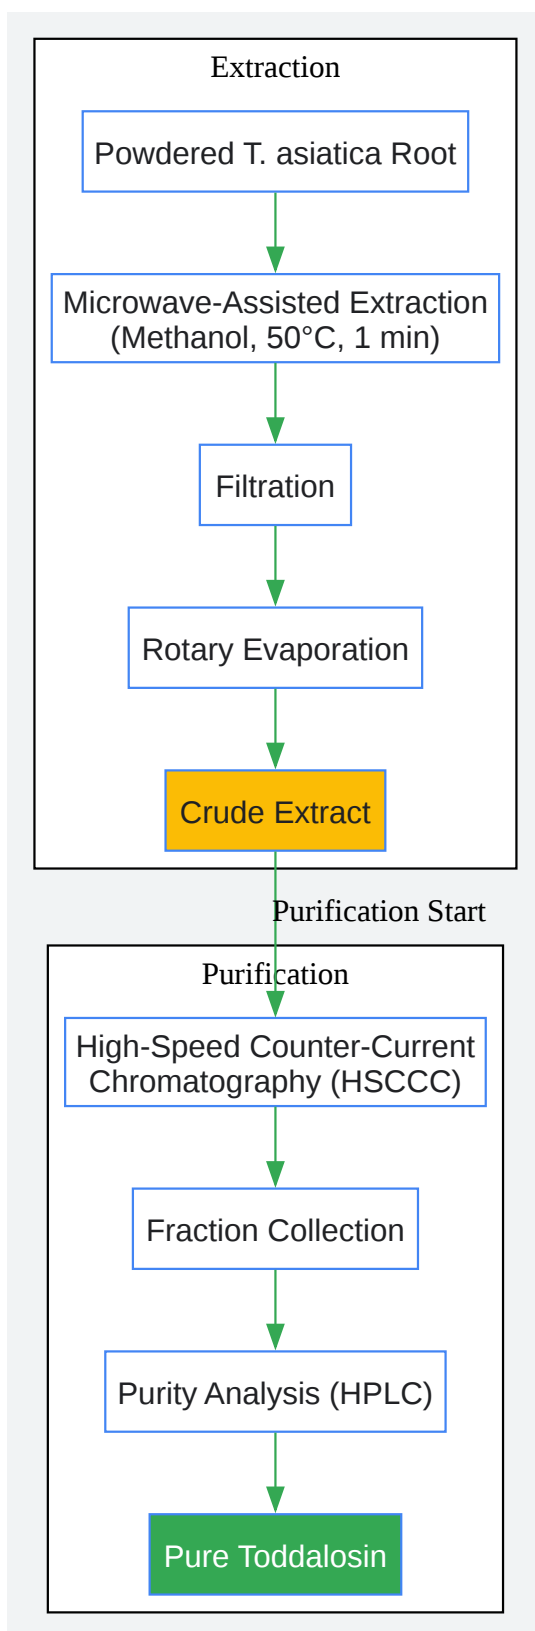 Extraction
Powdered T. asiatica Root
Microwave-Assisted Extraction
(Methanol, 50°C, 1 min)
Filtration
Rotary Evaporation
Crude Extract
Purification Start
Purification
High-Speed Counter-Current
Chromatography (HSCCC)
Fraction Collection
Purity Analysis (HPLC)
Pure Toddalosin